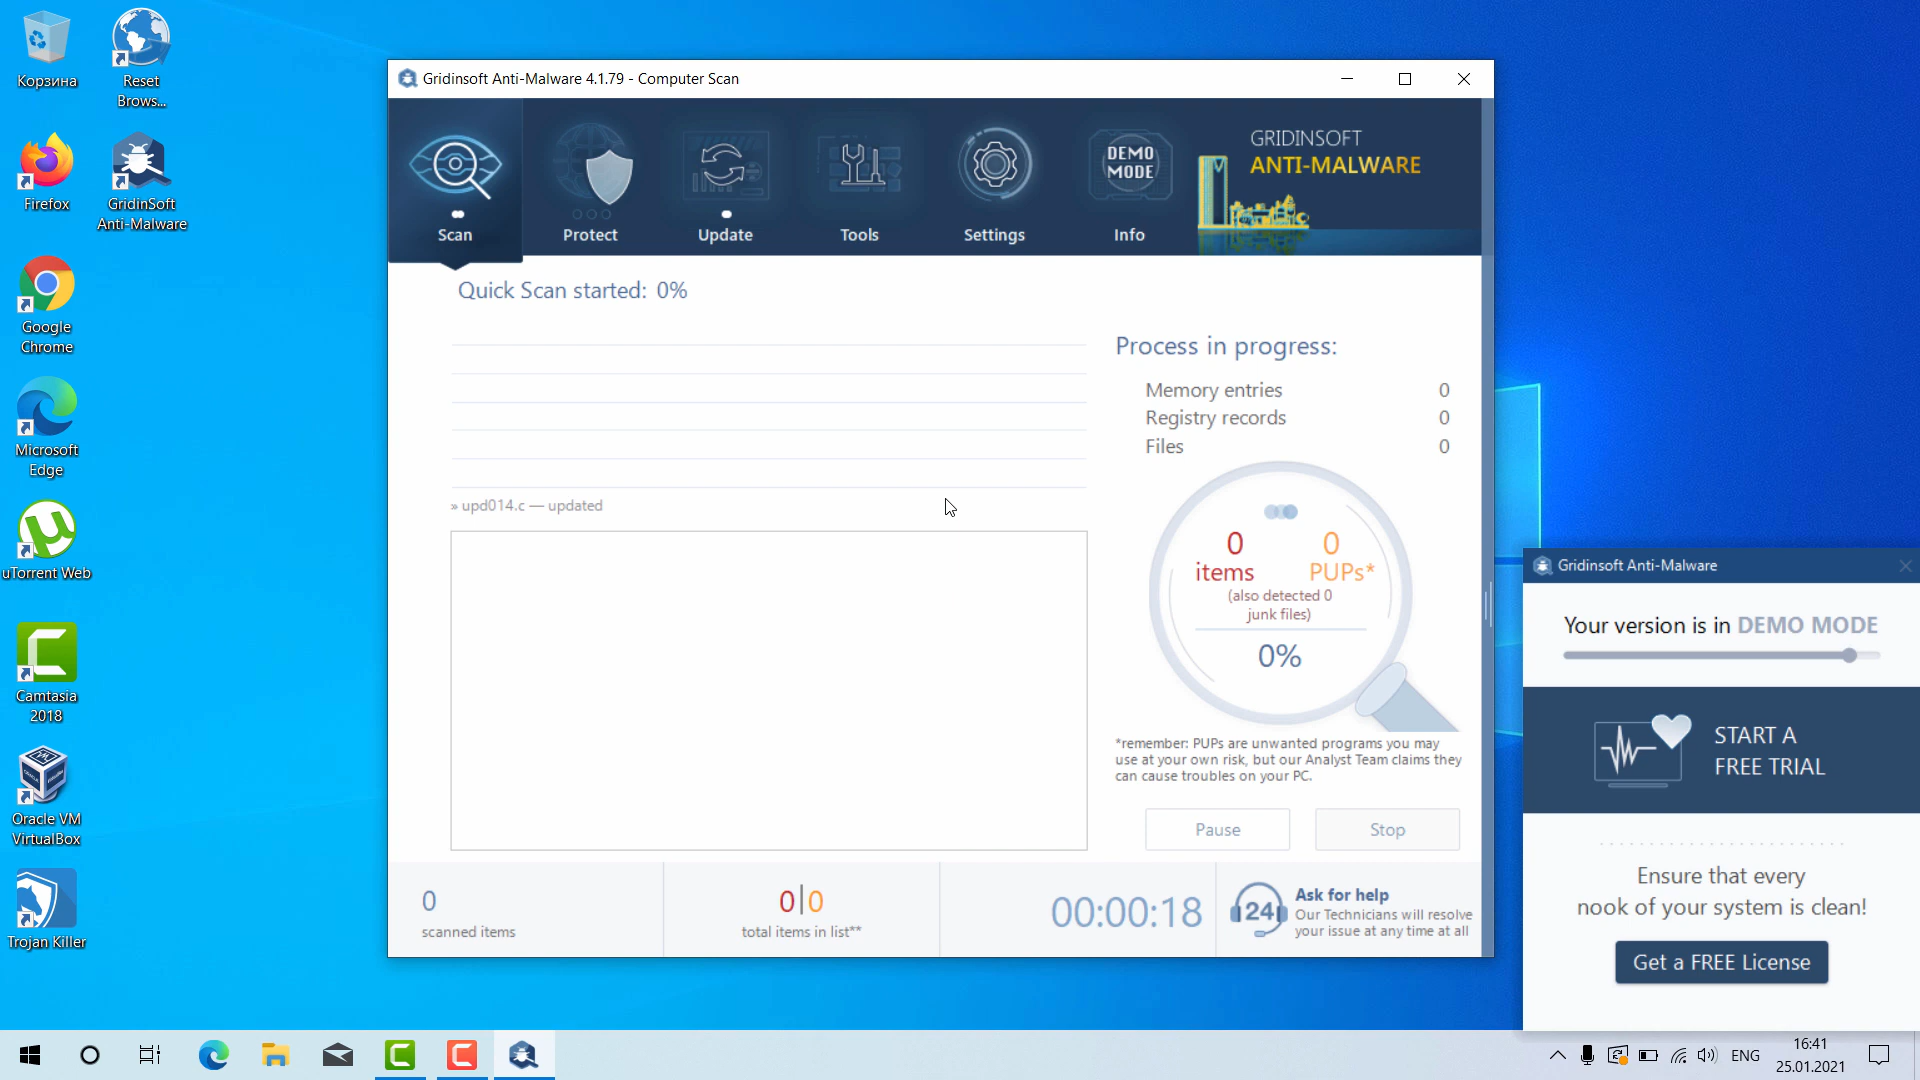 Корзина
Reset
Brows...
Firefox
GridinSoft
Anti-Malware
Google
Chrome
Microsoft
Edge
uTorrent Web
Camtasia
2018
Oracle VM
VirtualBox
Trojan Killer
Gridinsoft Anti-Malware 4.1.79 - Computer Scan
Scan
Protect
Update
Tools
Settings
DEMO
MODE
Info
GRIDINSOFT
ANTI-MALWARE
Quick Scan started: 0%
» upd014.c — updated
Process in progress:
Memory entries 0
Registry records 0
Files 0
0 items
0 PUPs*
(also detected 0
junk files)
0%
*remember: PUPs are unwanted programs you may
use at your own risk, but our Analyst Team claims they
can cause troubles on your PC.
Pause
Stop
0
scanned items
0|0
total items in list**
00:00:18
24
Ask for help
Our Technicians will resolve
your issue at any time at all
Gridinsoft Anti-Malware
Your version is in DEMO MODE
START A
FREE TRIAL
Ensure that every
nook of your system is clean!
Get a FREE License
ENG
16:41
25.01.2021